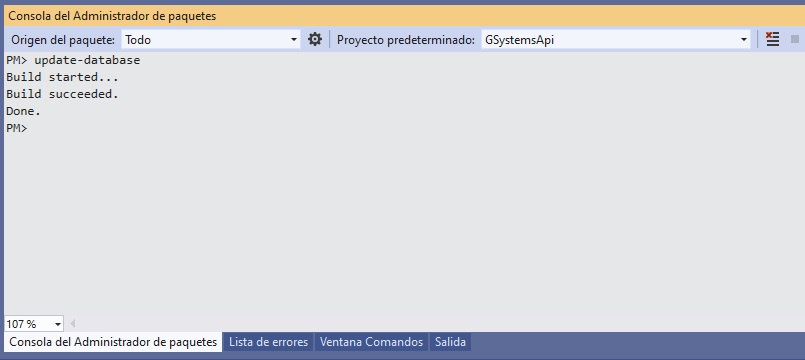 Consola del Administrador de paquetes
Origen del paquete: Todo Proyecto predeterminado: GSystemsApi
PM> update-database
Build started...
Build succeeded.
Done.
PM>
107 %
Consola del Administrador de paquetes Lista de errores Ventana Comandos Salida